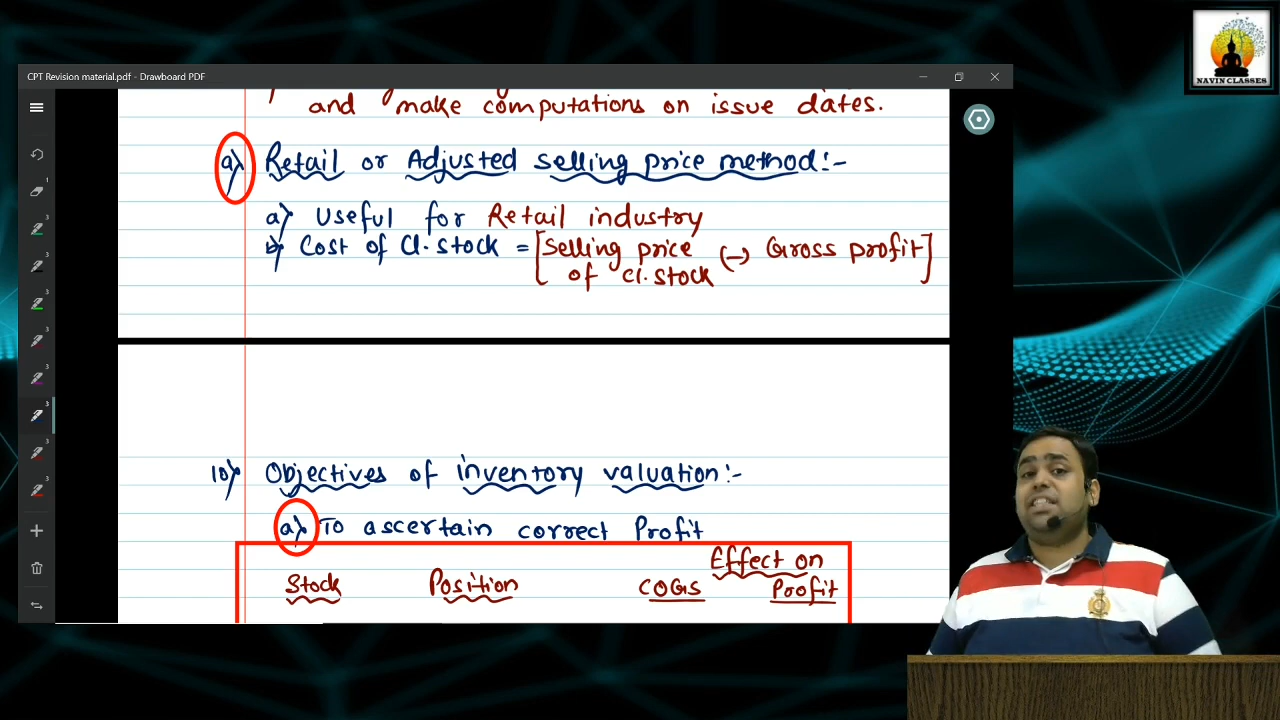 NAVIN CLASSES
CPT Revision material.pdf - Drawboard PDF
and make computations on issue dates.
9) Retail or Adjusted selling price method:-
a) Useful for Retail industry
b) Cost of Cl. stock = [Selling price (-) Gross profit]
of cl. stock
10) Objectives of inventory valuation:-
a) To ascertain correct Profit
Effect on
Stock Position COGS Profit